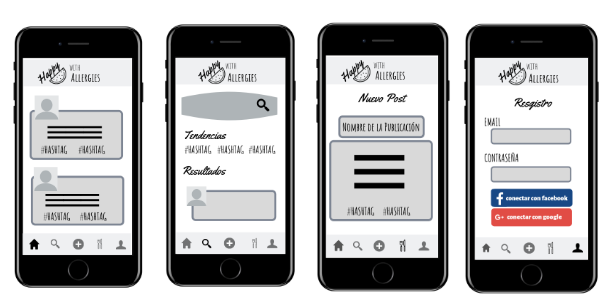 Happy WITH
ALLERGIES
#HASHTAG #HASHTAG
#HASHTAG #HASHTAG
Happy WITH
ALLERGIES
Tendencias
#HASHTAG #HASHTAG #HASHTAG
Resultados
Happy WITH
ALLERGIES
Nuevo Post
NOMBRE DE LA PUBLICACIÓN
#HASHTAG #HASHTAG
Happy WITH
ALLERGIES
Resgistro
EMAIL
CONTRASEÑA
f conectar con facebook
G+ conectar con google